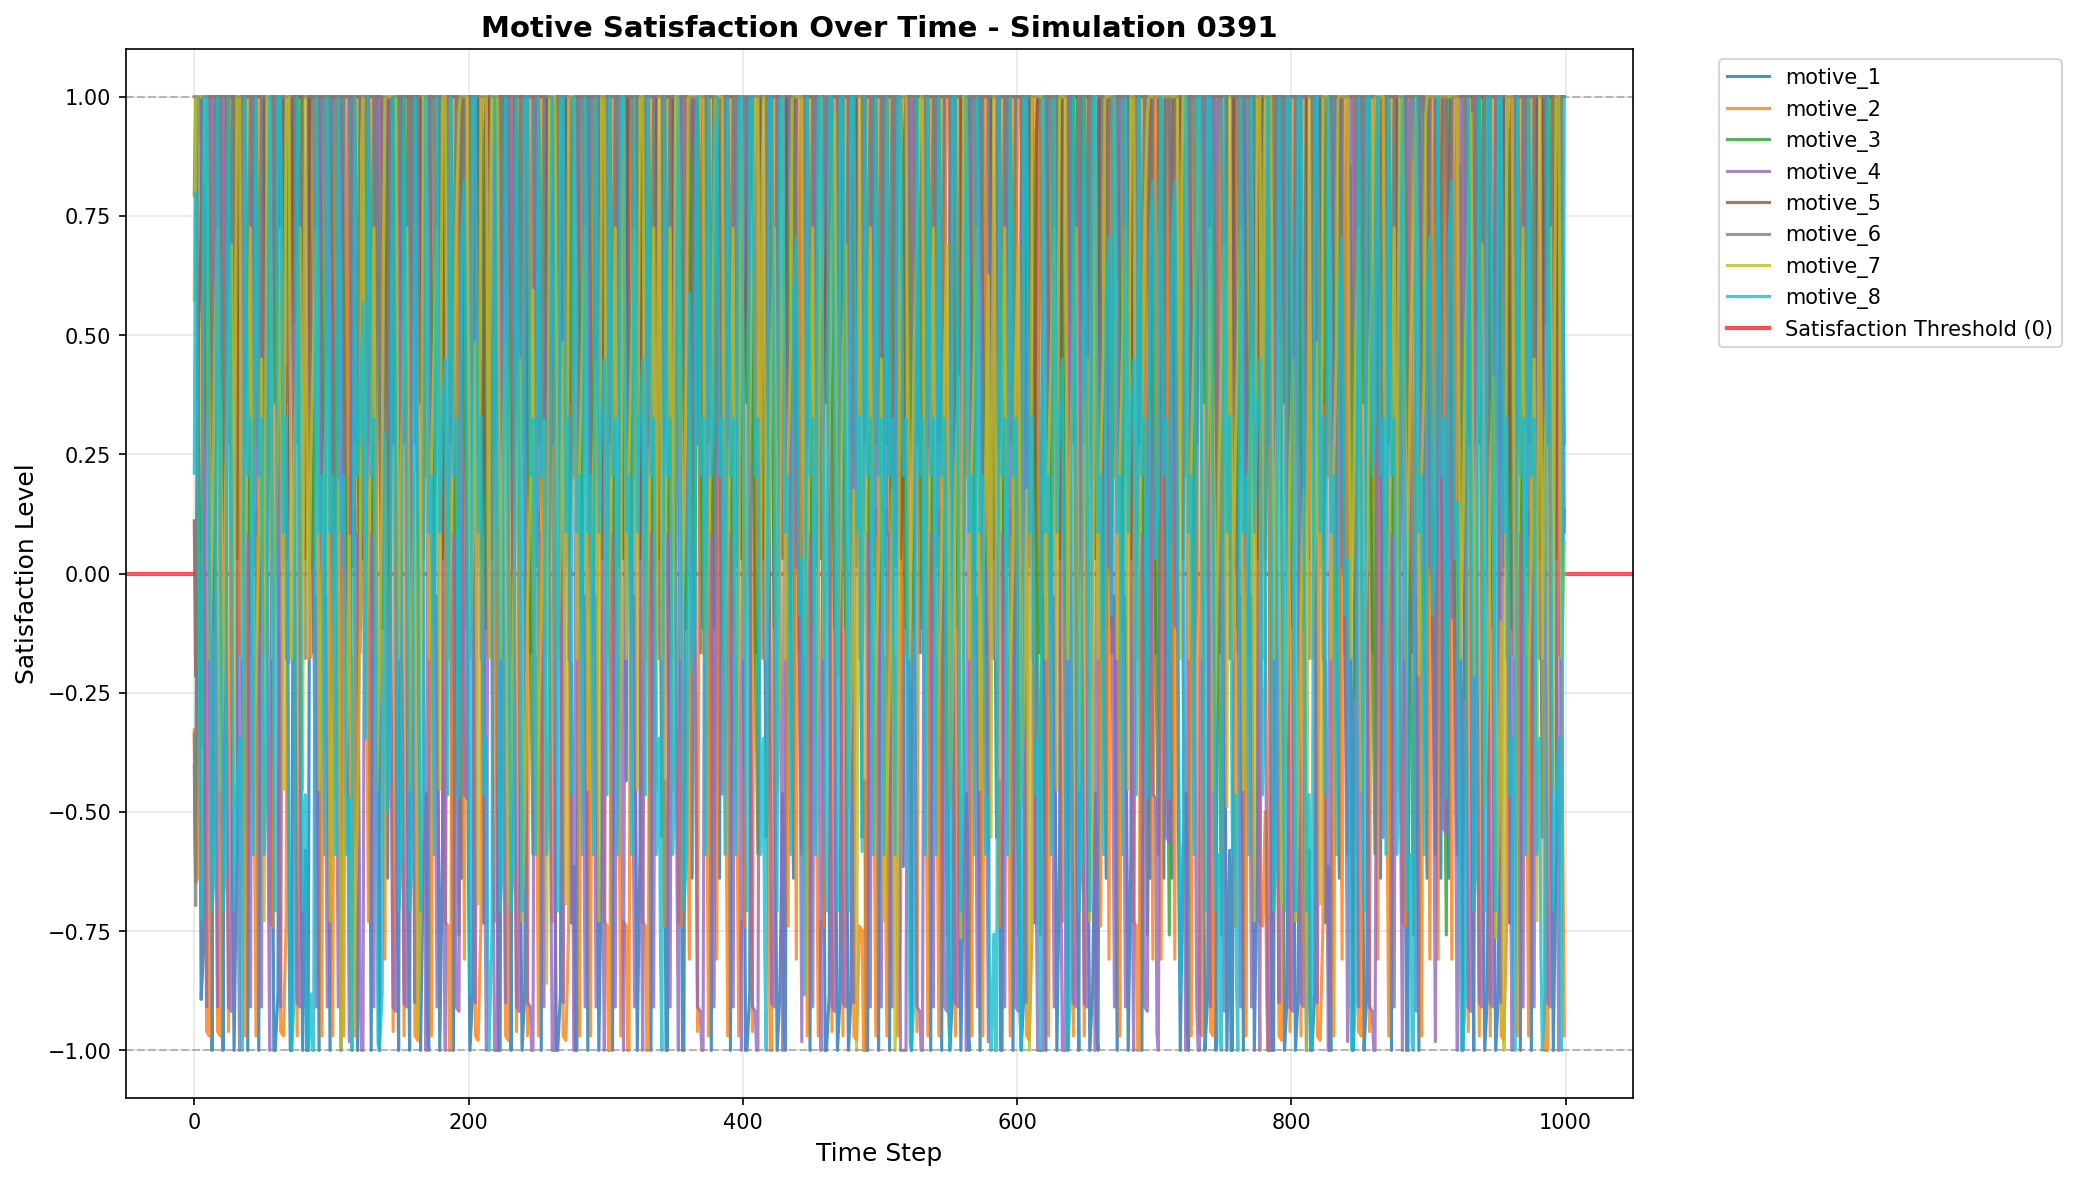 Motive Satisfaction Over Time - Simulation 0391
1.00
0.75
0.50
0.25
0.00
−0.25
−0.50
−0.75
−1.00
Satisfaction Level
0
200
400
600
800
1000
Time Step
motive_1
motive_2
motive_3
motive_4
motive_5
motive_6
motive_7
motive_8
Satisfaction Threshold (0)